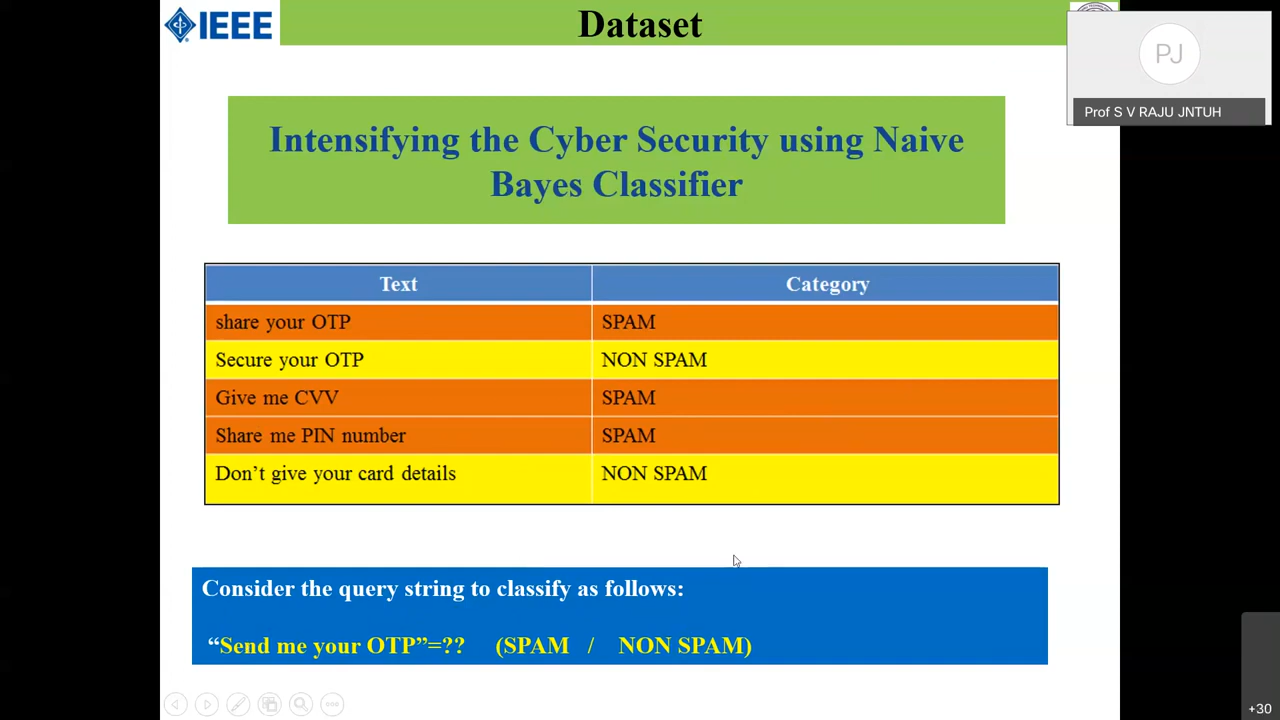 IEEE
Dataset
PJ
Prof S V RAJU JNTUH
Intensifying the Cyber Security using Naive
Bayes Classifier
Text Category
share your OTP SPAM
Secure your OTP NON SPAM
Give me CVV SPAM
Share me PIN number SPAM
Don’t give your card details NON SPAM
Consider the query string to classify as follows:
“Send me your OTP”=?? (SPAM / NON SPAM)
+30